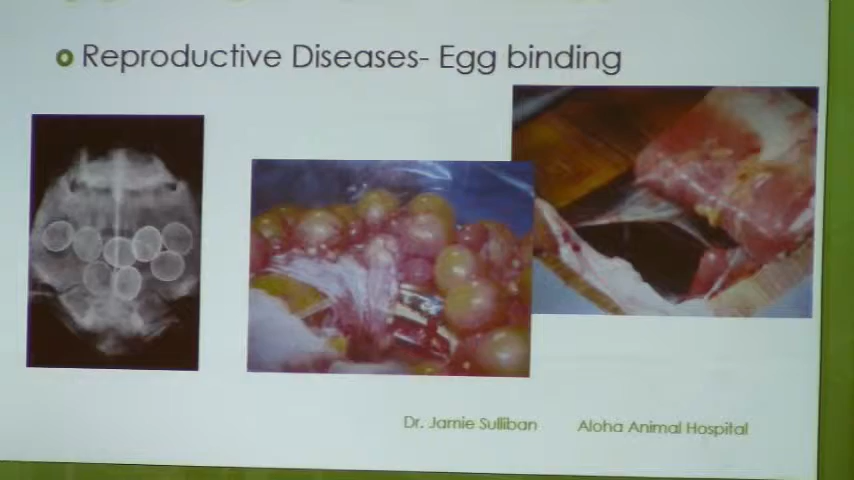 Reproductive Diseases- Egg binding
Dr. Jamie Sulliban Aloha Animal Hospital